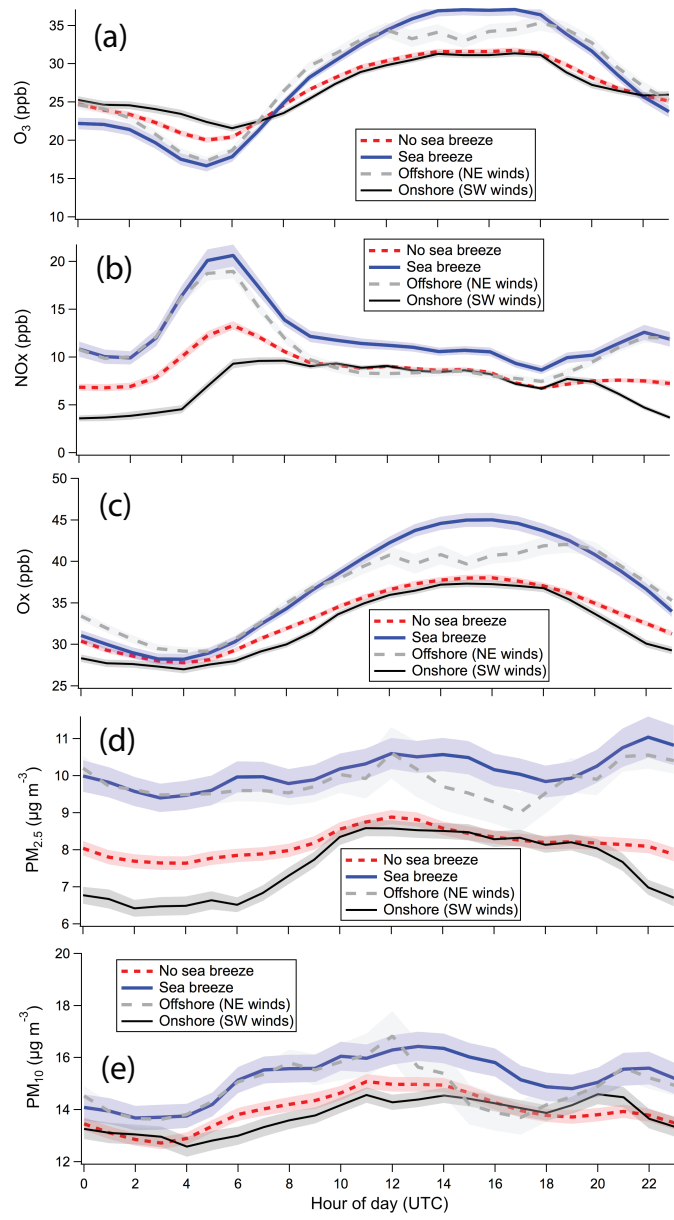 (a)
O3 (ppb)
35
30
25
20
15
10
No sea breeze
Sea breeze
Offshore (NE winds)
Onshore (SW winds)
(b)
NOx (ppb)
20
15
10
5
0
No sea breeze
Sea breeze
Offshore (NE winds)
Onshore (SW winds)
(c)
Ox (ppb)
50
45
40
35
30
25
No sea breeze
Sea breeze
Offshore (NE winds)
Onshore (SW winds)
(d)
PM2.5 (µg m-3)
11
10
9
8
7
6
No sea breeze
Sea breeze
Offshore (NE winds)
Onshore (SW winds)
(e)
PM10 (µg m-3)
20
18
16
14
12
No sea breeze
Sea breeze
Offshore (NE winds)
Onshore (SW winds)
0 2 4 6 8 10 12 14 16 18 20 22
Hour of day (UTC)